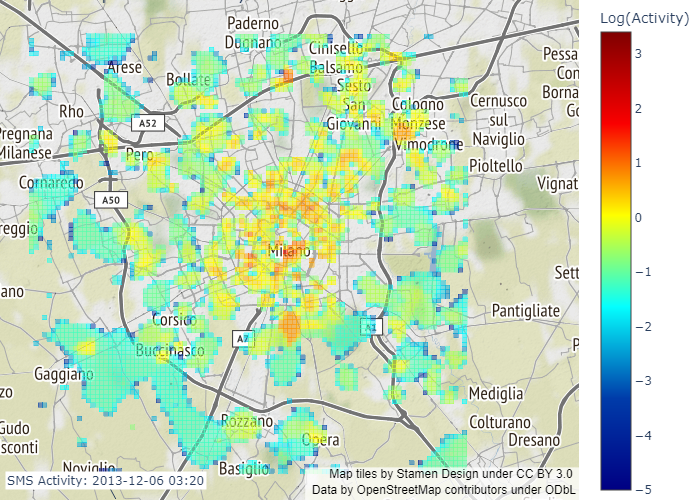 Log(Activity)
3
2
1
0
−1
−2
−3
−4
−5
Paderno
Dugnano
Cinisello
Balsamo
Arese
Bollate
Sesto
San
Giovanni
Cologno
Monzese
Vimodrone
Cernusco
sul
Naviglio
Pioltello
Pessa
Con
Borna
Go
Rho
A52
Pregnana
Milanese
Pero
Cornaredo
A50
Vignat
reggio
Milano
Sett
ano
Pantigliate
Corsico
A7
A1
Buccinasco
P
Gaggiano
zo
Mediglia
Rozzano
Colturano
Gudo
sconti
Opera
Dresano
Noviglio
Basiglio
SMS Activity: 2013-12-06 03:20
Map tiles by Stamen Design under CC BY 3.0
Data by OpenStreetMap contributors under ODbL